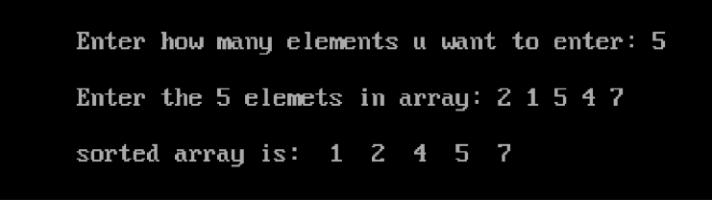 Enter how many elements u want to enter: 5
Enter the 5 elemets in array: 2 1 5 4 7
sorted array is:  1  2  4  5  7